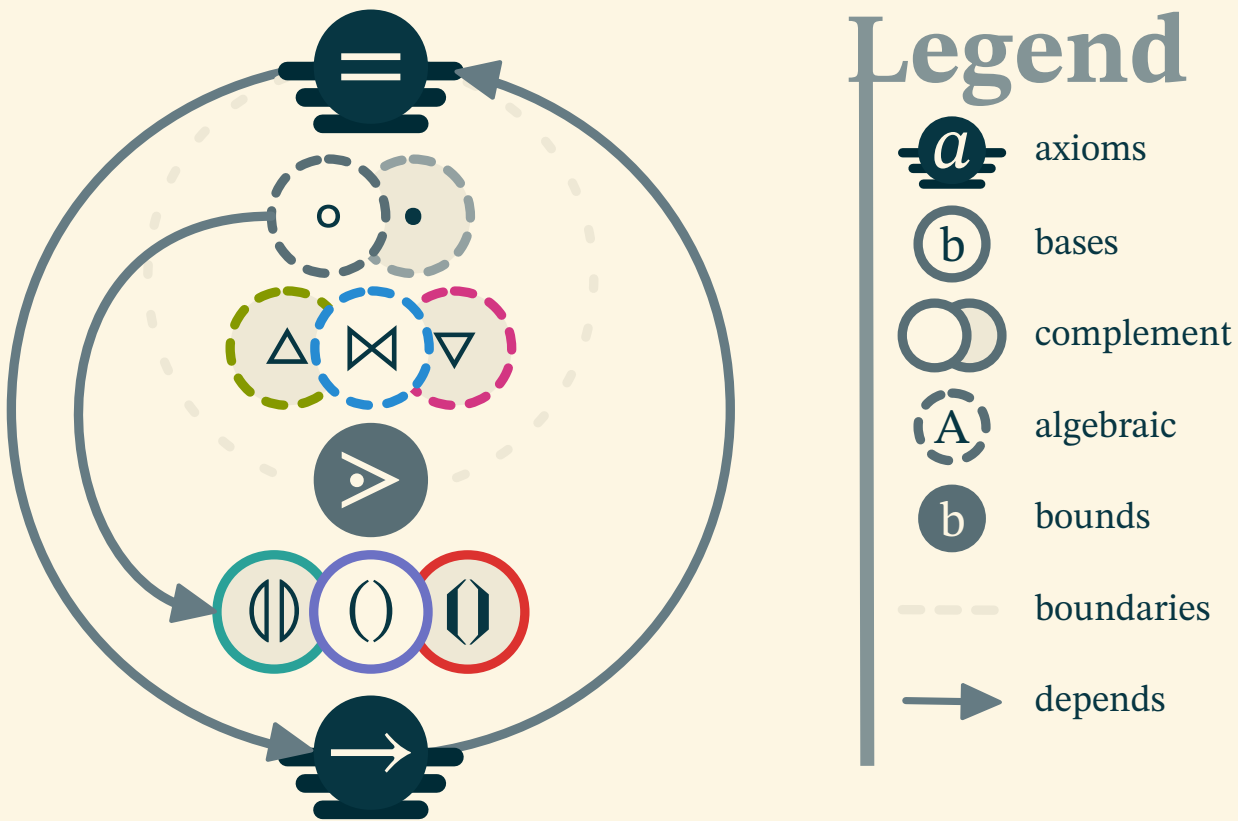 =
○ •
△ ⋈ ▽
⪫
⦅⦆ () ⟬⟭
→
Legend
a axioms
b bases
complement
A algebraic
b bounds
boundaries
depends